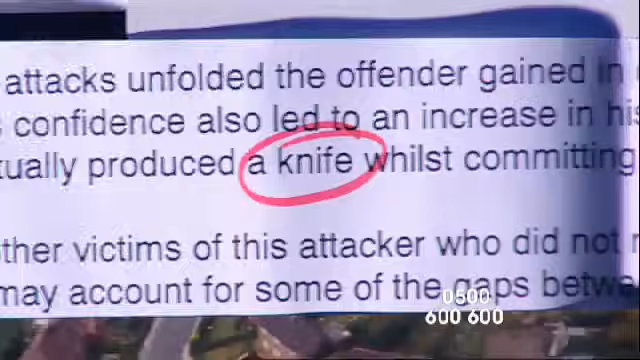 attacks unfolded the offender gained in
confidence also led to an increase in his
tually produced a knife whilst committing
ther victims of this attacker who did not
may account for some of the gaps betwe
0500
600 600